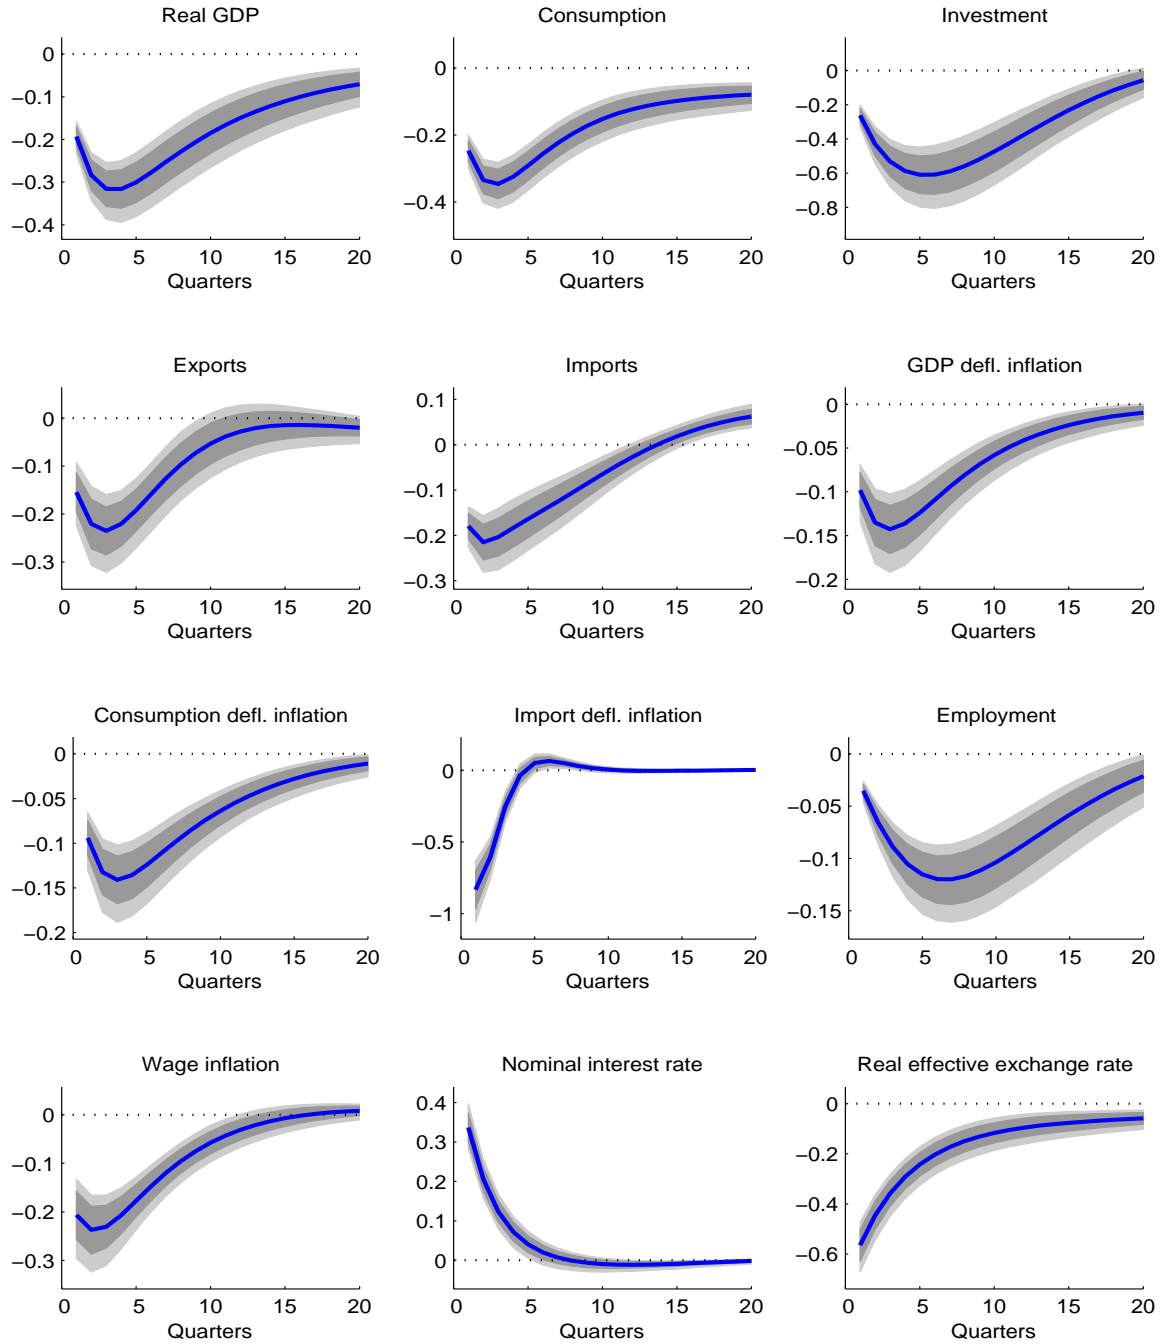 Real GDP
Consumption
Investment
0
−0.1
−0.2
−0.3
−0.4
0 5 10 15 20
Quarters
0
−0.2
−0.4
0 5 10 15 20
Quarters
0
−0.2
−0.4
−0.6
−0.8
0 5 10 15 20
Quarters
Exports
Imports
GDP defl. inflation
0
−0.1
−0.2
−0.3
0 5 10 15 20
Quarters
0.1
0
−0.1
−0.2
−0.3
0 5 10 15 20
Quarters
0
−0.05
−0.1
−0.15
−0.2
0 5 10 15 20
Quarters
Consumption defl. inflation
Import defl. inflation
Employment
0
−0.05
−0.1
−0.15
−0.2
0 5 10 15 20
Quarters
0
−0.5
−1
0 5 10 15 20
Quarters
0
−0.05
−0.1
−0.15
0 5 10 15 20
Quarters
Wage inflation
Nominal interest rate
Real effective exchange rate
0
−0.1
−0.2
−0.3
0 5 10 15 20
Quarters
0.4
0.3
0.2
0.1
0
0 5 10 15 20
Quarters
0
−0.2
−0.4
−0.6
0 5 10 15 20
Quarters